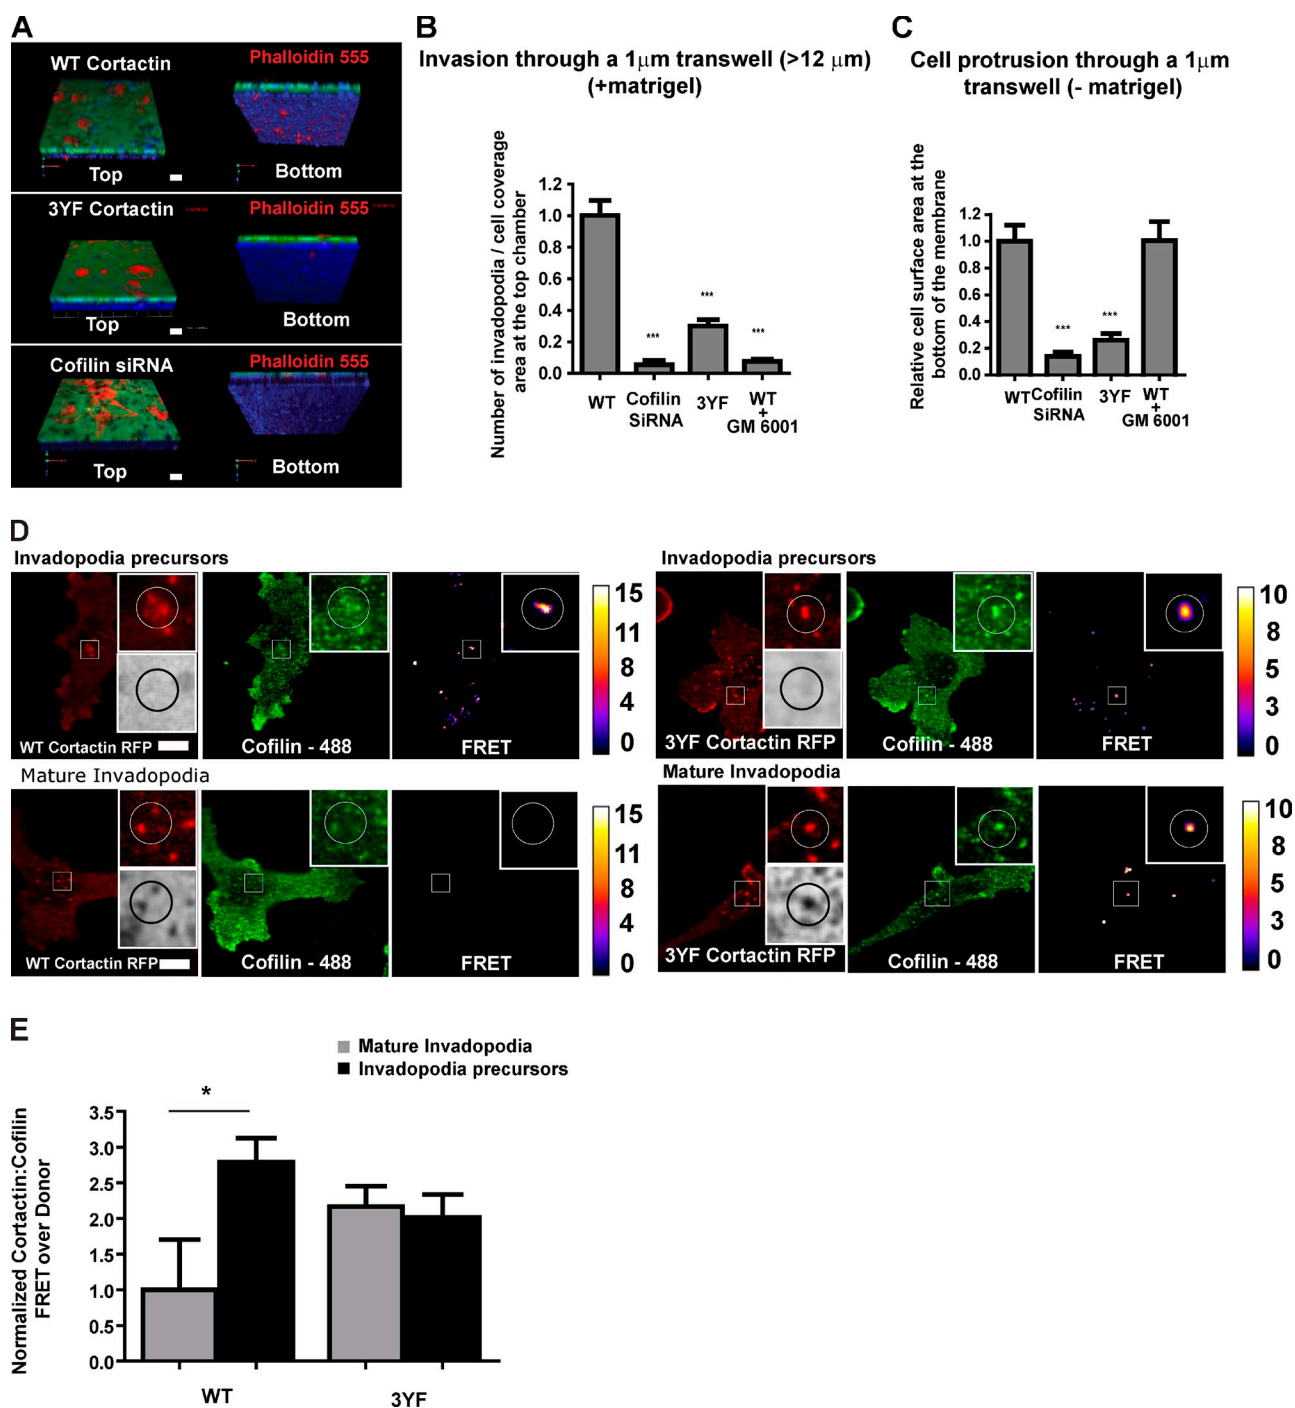 A
WT Cortactin
Phalloidin 555
Top
Bottom
3YF Cortactin
Phalloidin 555
Top
Bottom
Cofilin siRNA
Phalloidin 555
Top
Bottom
B
Invasion through a 1µm transwell (>12 µm)
(+matrigel)
Number of invadopodia / cell coverage
area at the top chamber
1.2
1.0
0.8
0.6
0.4
0.2
0.0
***
***
***
WT
Cofilin
SiRNA
3YF
WT
+
GM 6001
C
Cell protrusion through a 1µm
transwell (- matrigel)
Relative cell surface area at the
bottom of the membrane
1.2
1.0
0.8
0.6
0.4
0.2
0.0
***
***
WT
Cofilin
SiRNA
3YF
WT
+
GM 6001
D
Invadopodia precursors
WT Cortactin RFP
Cofilin - 488
FRET
15
11
8
4
0
Invadopodia precursors
3YF Cortactin RFP
Cofilin - 488
FRET
10
8
5
3
0
Mature Invadopodia
WT Cortactin RFP
Cofilin - 488
FRET
15
11
8
4
0
Mature Invadopodia
3YF Cortactin RFP
Cofilin - 488
FRET
10
8
5
3
0
E
Mature Invadopodia
Invadopodia precursors
Normalized Cortactin:Cofilin
FRET over Donor
3.5
3.0
2.5
2.0
1.5
1.0
0.5
0.0
*
WT
3YF